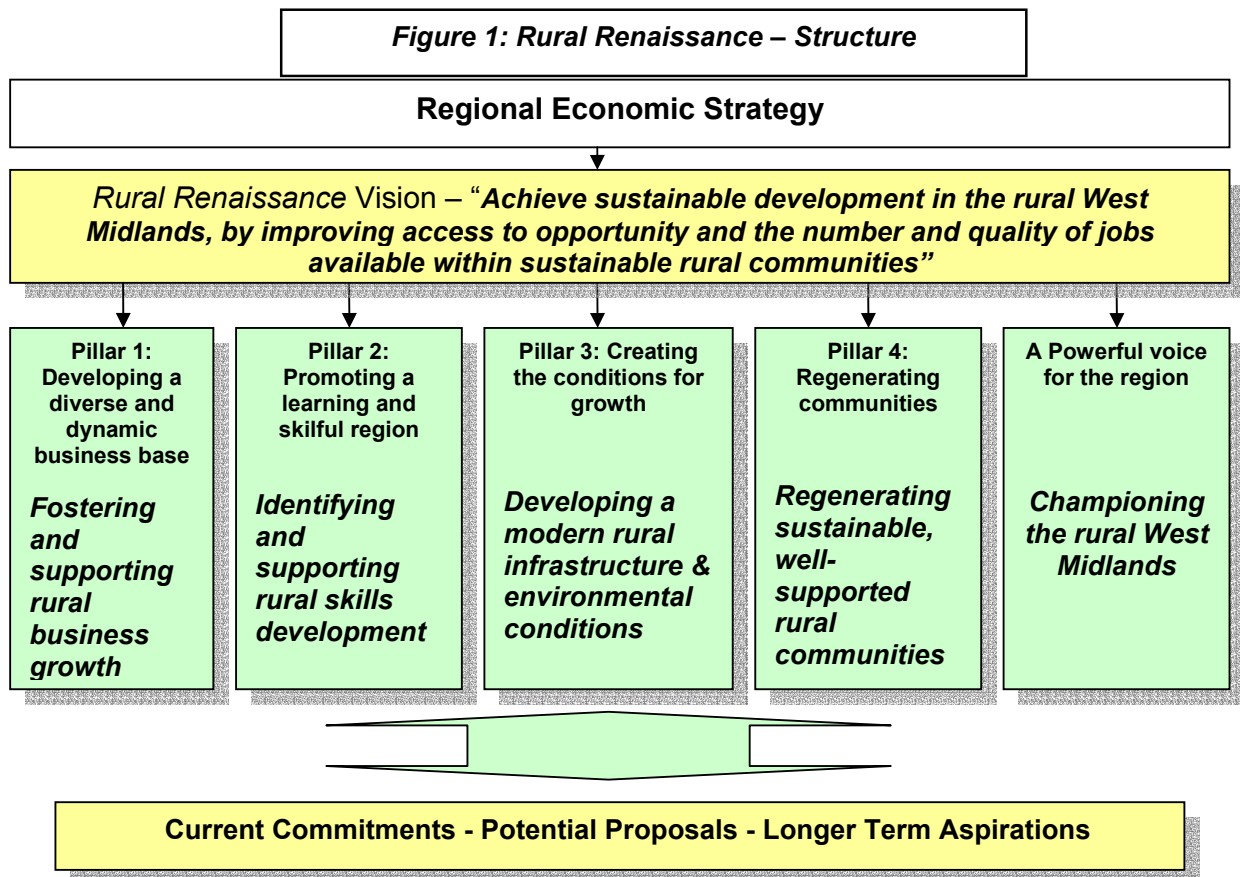 Figure 1: Rural Renaissance – Structure
Regional Economic Strategy
Rural Renaissance Vision – “Achieve sustainable development in the rural West
Midlands, by improving access to opportunity and the number and quality of jobs
available within sustainable rural communities”
Pillar 1:
Developing a
diverse and
dynamic
business base
Fostering
and
supporting
rural
business
growth
Pillar 2:
Promoting a
learning and
skilful region
Identifying
and
supporting
rural skills
development
Pillar 3: Creating
the conditions for
growth
Developing a
modern rural
infrastructure &
environmental
conditions
Pillar 4:
Regenerating
communities
Regenerating
sustainable,
well-
supported
rural
communities
A Powerful voice
for the region
Championing
the rural West
Midlands
Current Commitments - Potential Proposals - Longer Term Aspirations